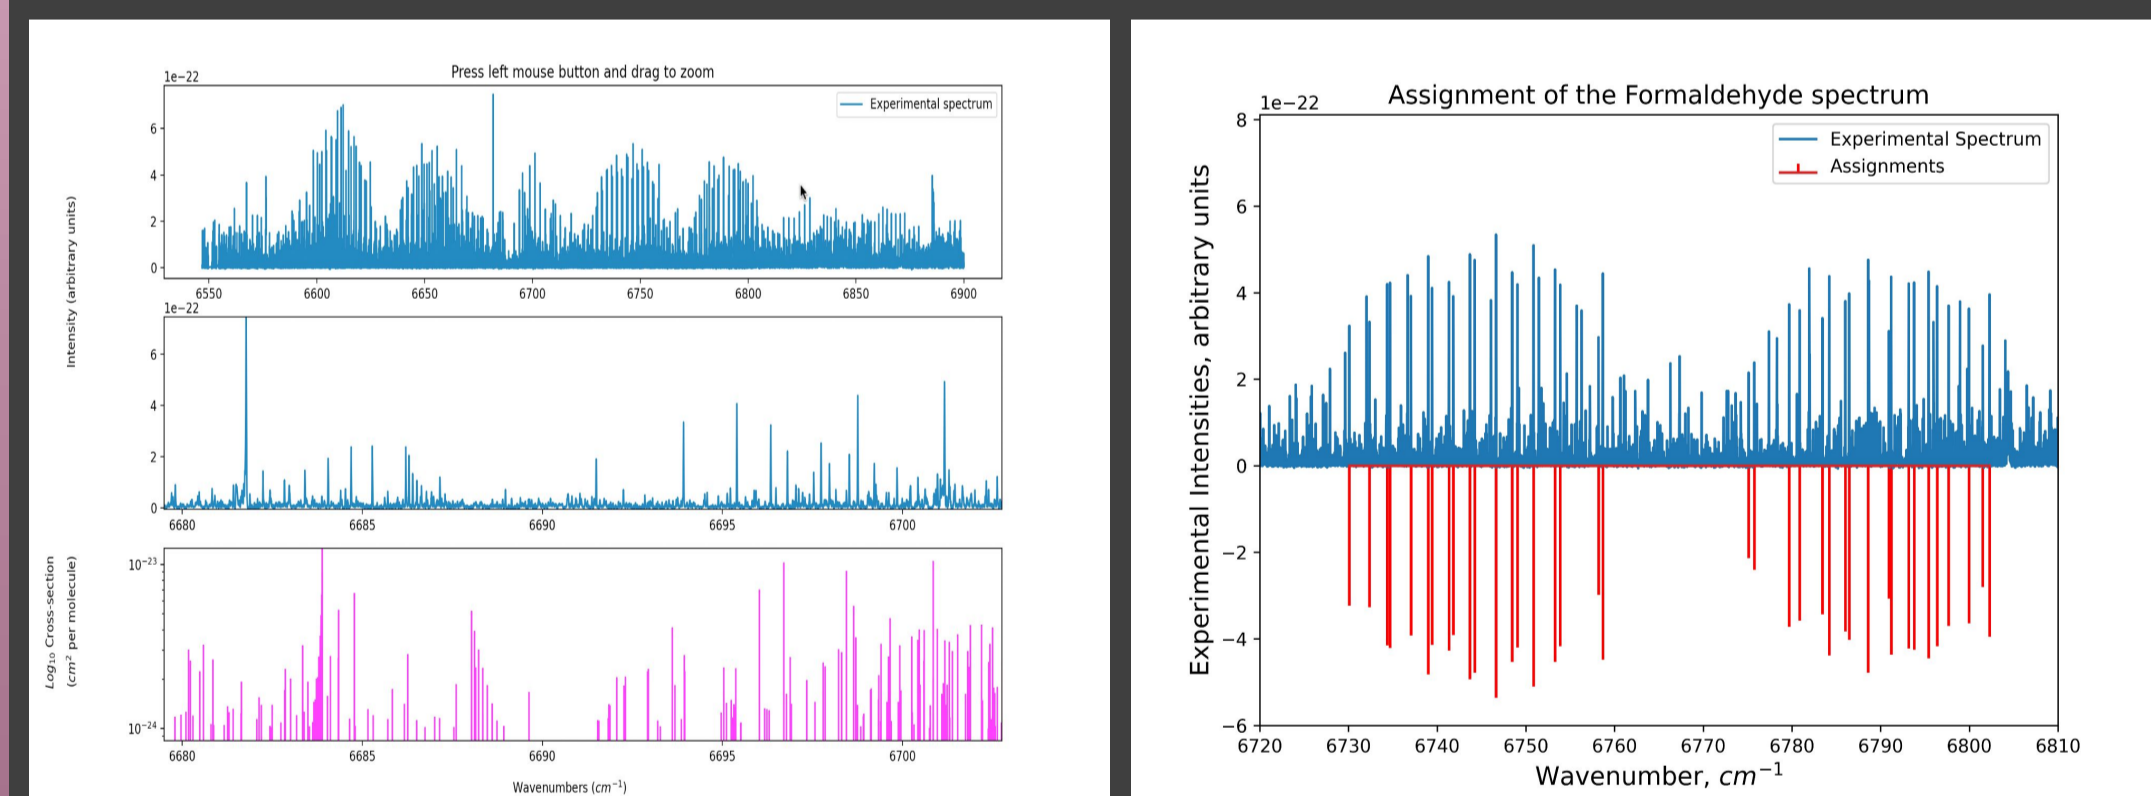 Press left mouse button and drag to zoom
1e−22
Experimental spectrum
6
4
2
0
6550 6600 6650 6700 6750 6800 6850 6900
Intensity (arbitrary units)
1e−22
6
4
2
0
6680 6685 6690 6695 6700
Log₁₀ Cross-section
(cm² per molecule)
10⁻²³
10⁻²⁴
6680 6685 6690 6695 6700
Wavenumbers (cm⁻¹)
Assignment of the Formaldehyde spectrum
1e−22
Experimental Spectrum
Assignments
Experimental Intensities, arbitrary units
8
6
4
2
0
−2
−4
−6
6720 6730 6740 6750 6760 6770 6780 6790 6800 6810
Wavenumber, cm⁻¹